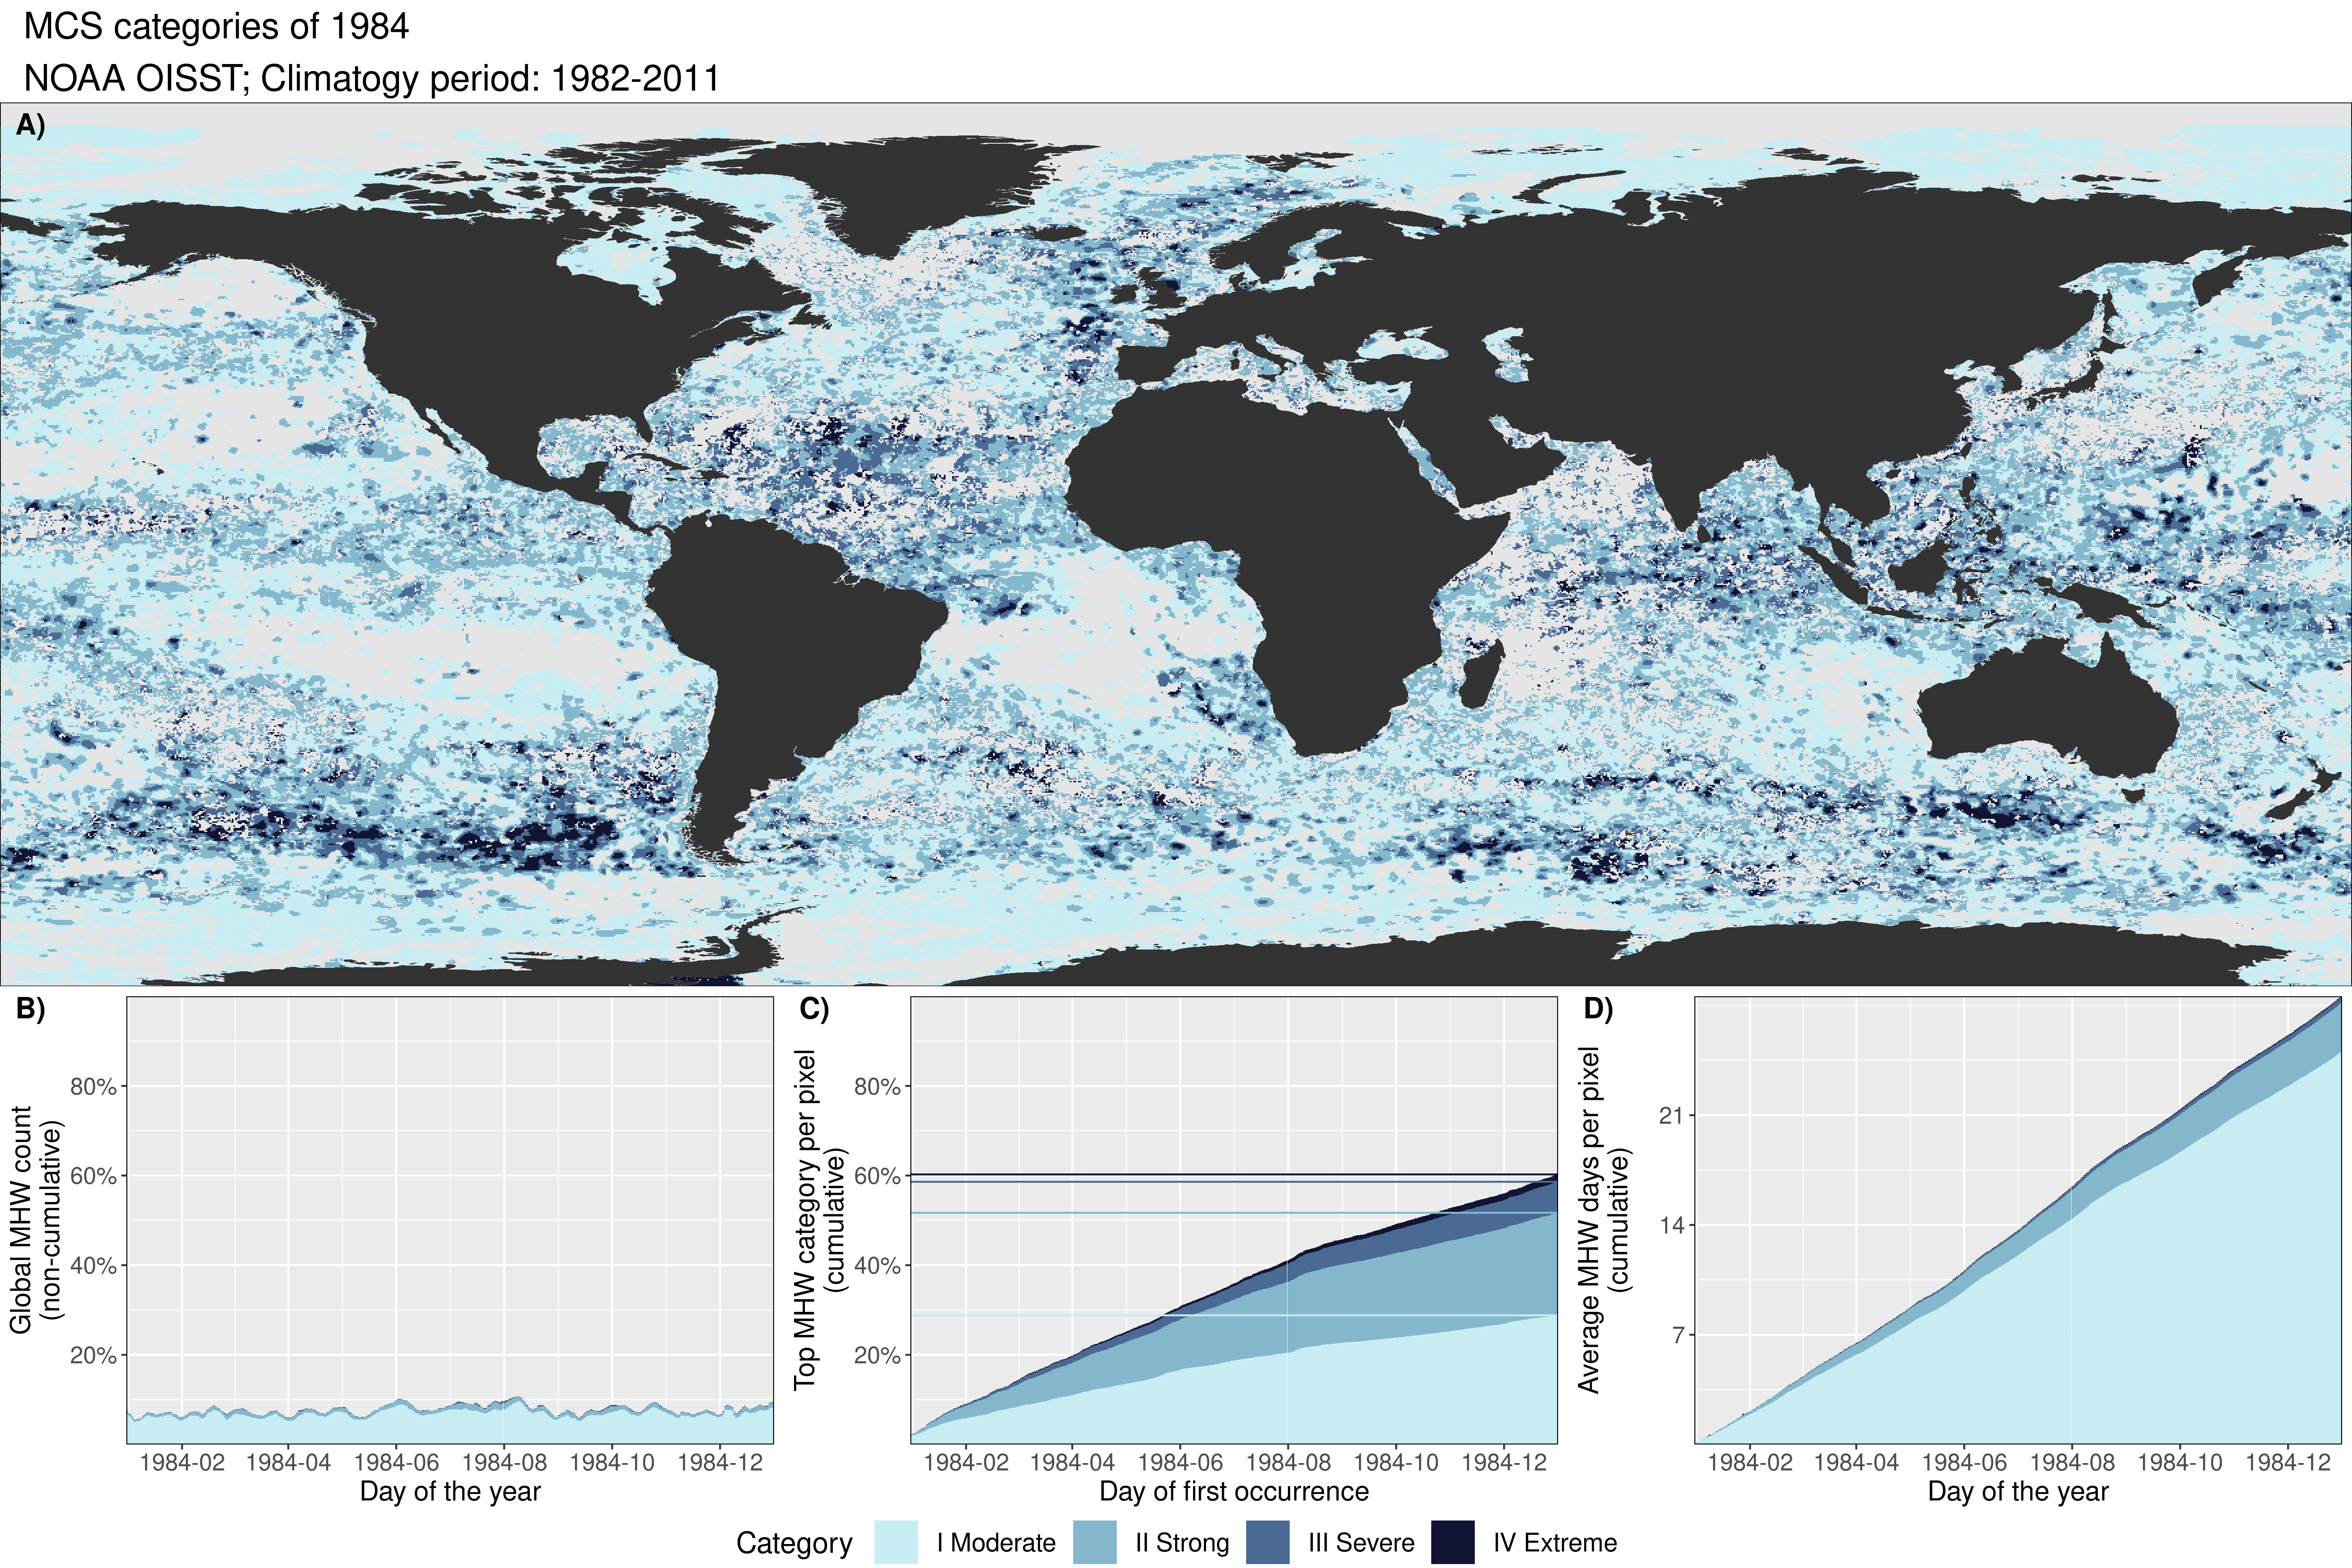 MCS categories of 1984
NOAA OISST; Climatogy period: 1982-2011
A)
B)
Global MHW count
(non-cumulative)
80%
60%
40%
20%
1984-02 1984-04 1984-06 1984-08 1984-10 1984-12
Day of the year
C)
Top MHW category per pixel
(cumulative)
80%
60%
40%
20%
1984-02 1984-04 1984-06 1984-08 1984-10 1984-12
Day of first occurrence
D)
Average MHW days per pixel
(cumulative)
21
14
7
1984-02 1984-04 1984-06 1984-08 1984-10 1984-12
Day of the year
Category I Moderate II Strong III Severe IV Extreme